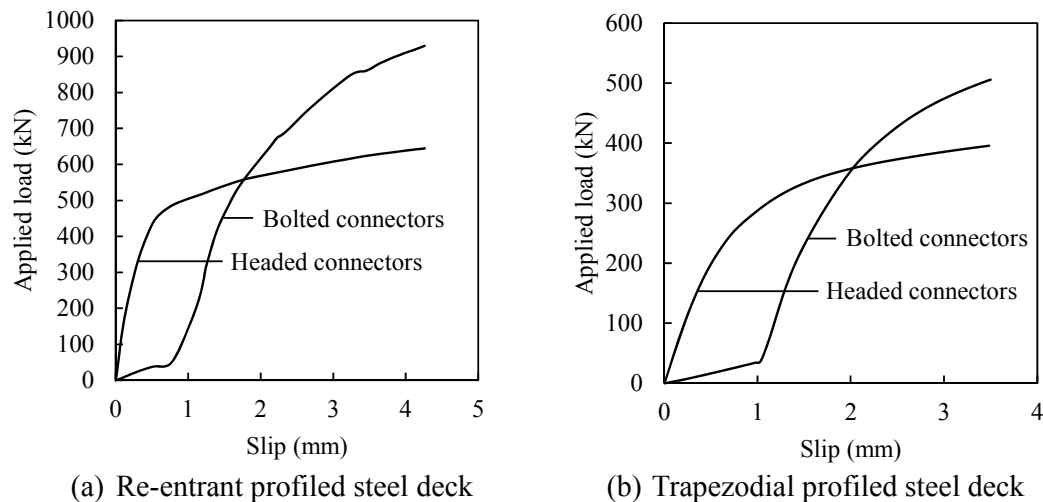 1000
900
800
700
600
500
400
300
200
100
0
Applied load (kN)
Bolted connectors
Headed connectors
0 1 2 3 4 5
Slip (mm)
(a) Re-entrant profiled steel deck
600
500
400
300
200
100
0
Applied load (kN)
Bolted connectors
Headed connectors
0 1 2 3 4
Slip (mm)
(b) Trapezodial profiled steel deck